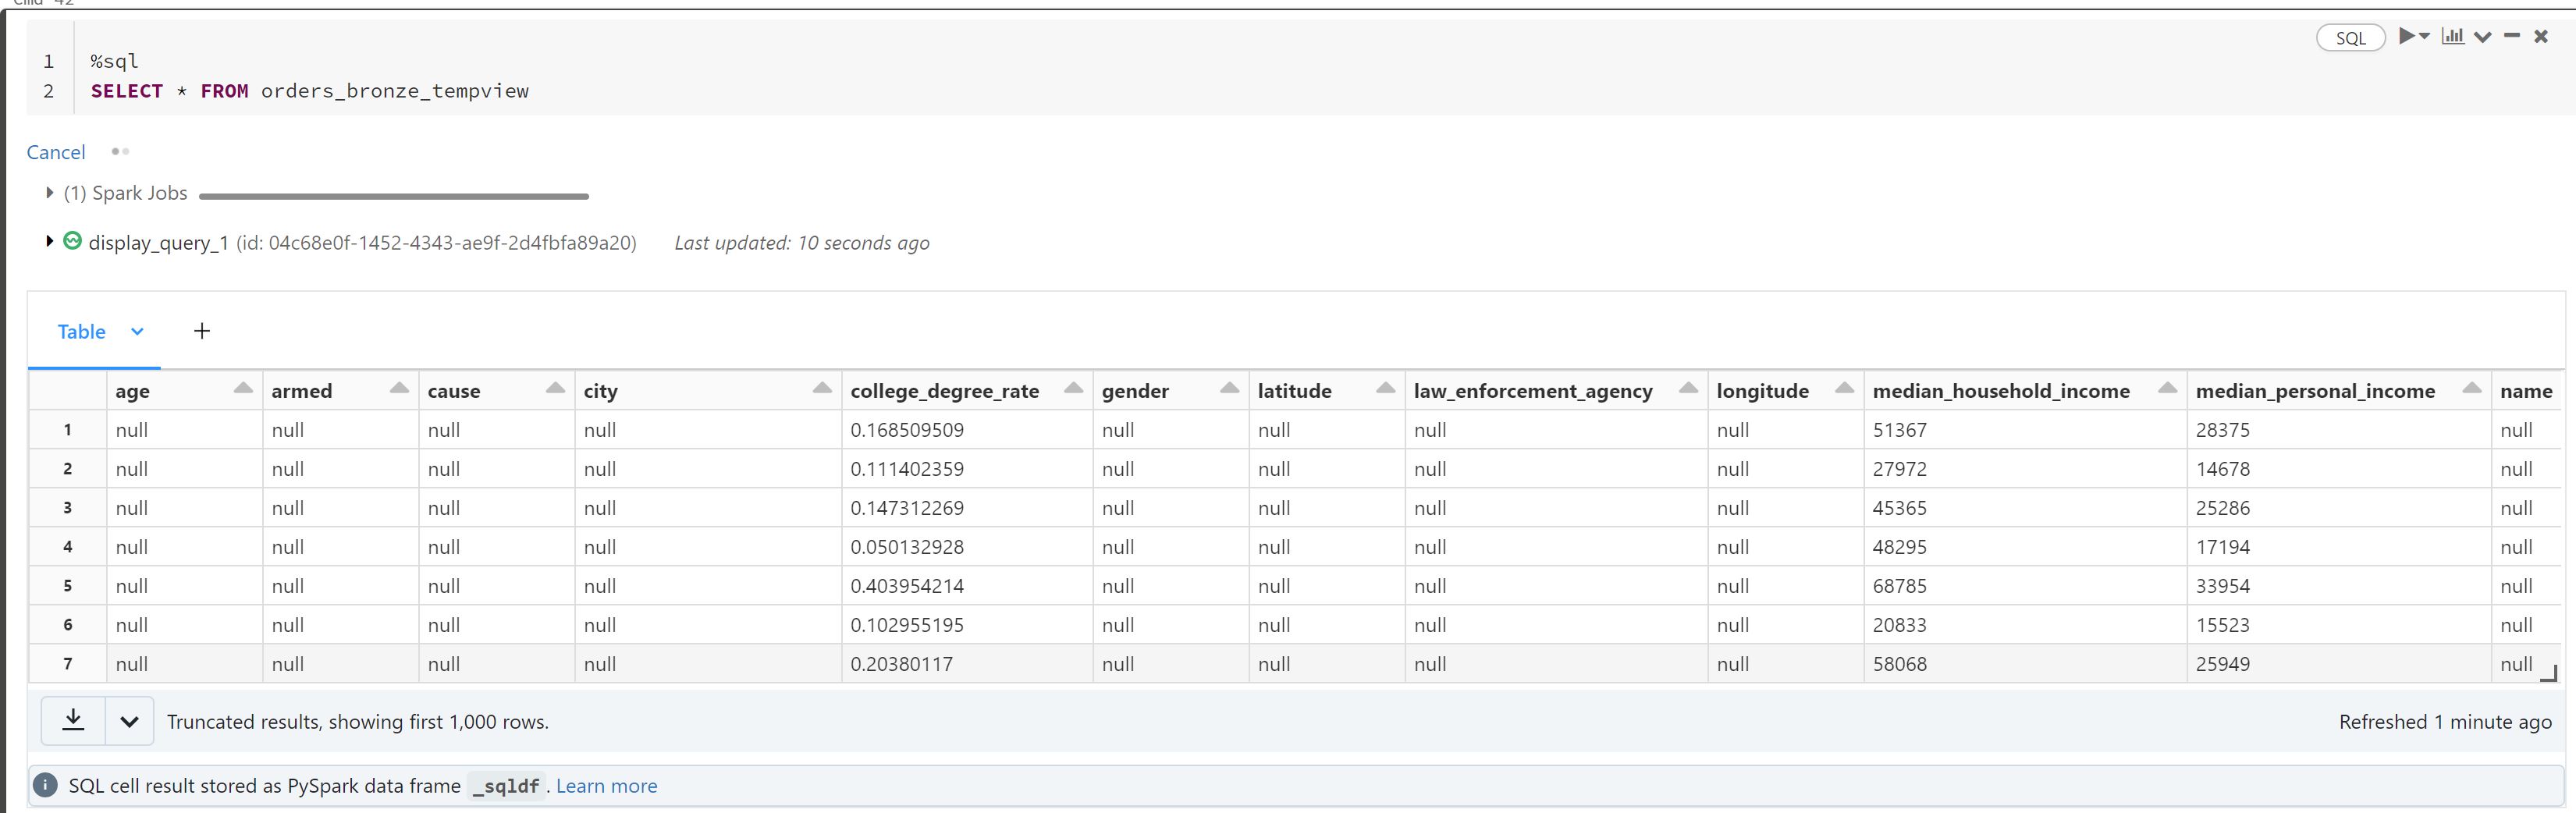 SQL
1 %sql
2 SELECT * FROM orders_bronze_tempview
Cancel
(1) Spark Jobs
display_query_1 (id: 04c68e0f-1452-4343-ae9f-2d4fbfa89a20) Last updated: 10 seconds ago
Table +
age armed cause city college_degree_rate gender latitude law_enforcement_agency longitude median_household_income median_personal_income name
1 null null null null 0.168509509 null null null null 51367 28375 null
2 null null null null 0.111402359 null null null null 27972 14678 null
3 null null null null 0.147312269 null null null null 45365 25286 null
4 null null null null 0.050132928 null null null null 48295 17194 null
5 null null null null 0.403954214 null null null null 68785 33954 null
6 null null null null 0.102955195 null null null null 20833 15523 null
7 null null null null 0.20380117 null null null null 58068 25949 null
Truncated results, showing first 1,000 rows. Refreshed 1 minute ago
SQL cell result stored as PySpark data frame _sqldf . Learn more